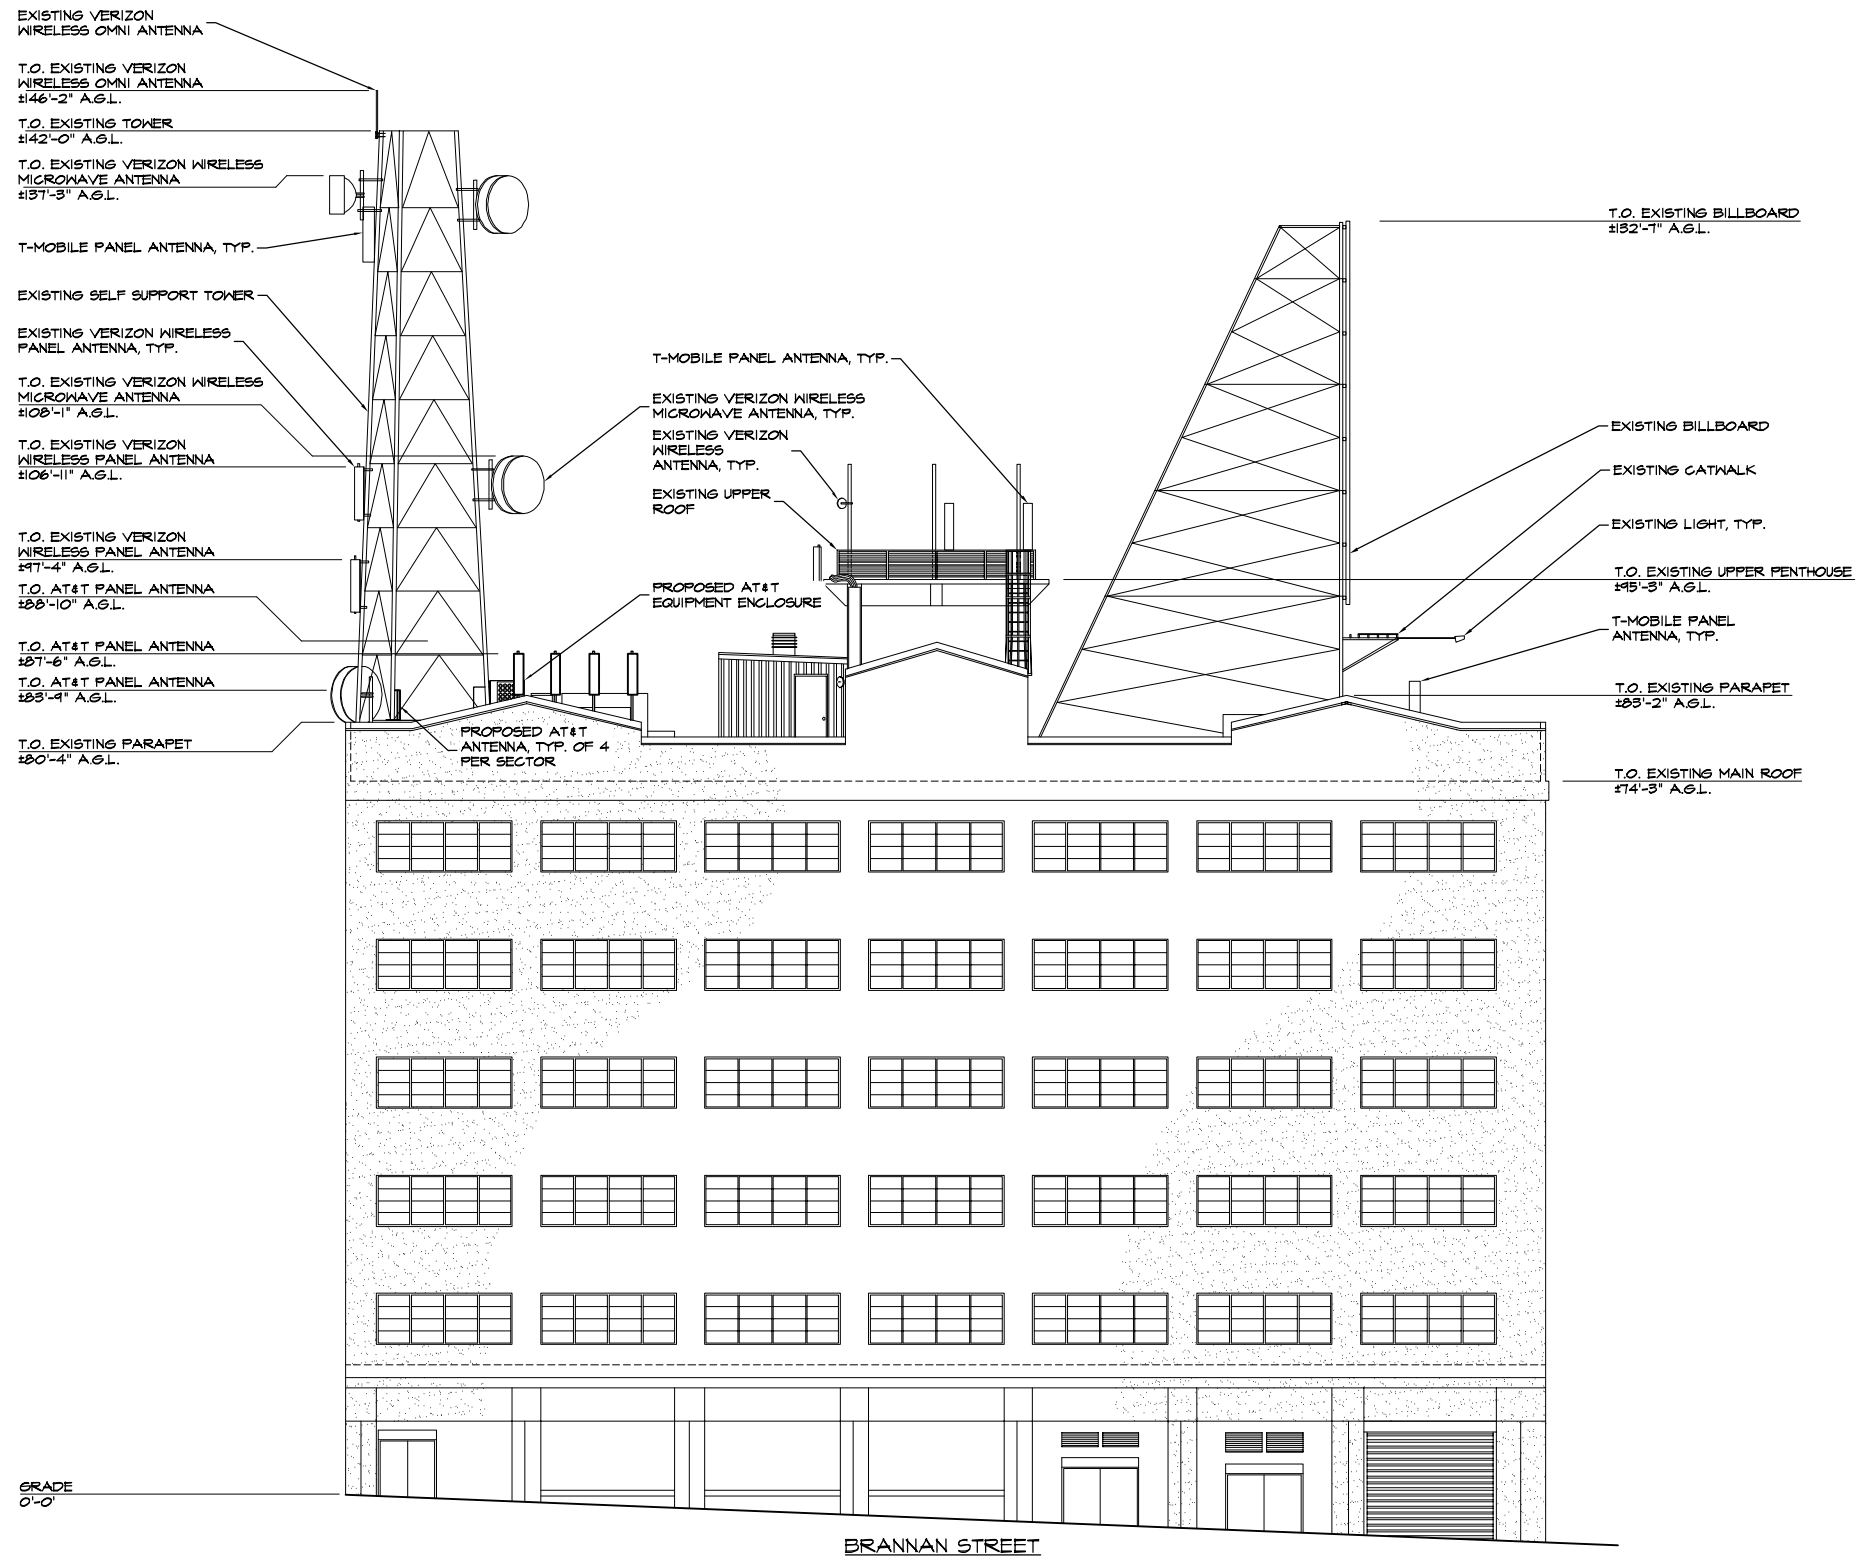 EXISTING VERIZON
WIRELESS OMNI ANTENNA
T.O. EXISTING VERIZON
WIRELESS OMNI ANTENNA
±146'-2" A.G.L.
T.O. EXISTING TOWER
±142'-0" A.G.L.
T.O. EXISTING VERIZON WIRELESS
MICROWAVE ANTENNA
±137'-3" A.G.L.
T-MOBILE PANEL ANTENNA, TYP.
EXISTING SELF SUPPORT TOWER
EXISTING VERIZON WIRELESS
PANEL ANTENNA, TYP.
T.O. EXISTING VERIZON WIRELESS
MICROWAVE ANTENNA
±108'-1" A.G.L.
T.O. EXISTING VERIZON
WIRELESS PANEL ANTENNA
±106'-11" A.G.L.
T.O. EXISTING VERIZON
WIRELESS PANEL ANTENNA
±97'-4" A.G.L.
T.O. AT&T PANEL ANTENNA
±88'-10" A.G.L.
T.O. AT&T PANEL ANTENNA
±87'-6" A.G.L.
T.O. AT&T PANEL ANTENNA
±83'-9" A.G.L.
T.O. EXISTING PARAPET
±80'-4" A.G.L.
T-MOBILE PANEL ANTENNA, TYP.
EXISTING VERIZON WIRELESS
MICROWAVE ANTENNA, TYP.
EXISTING VERIZON
WIRELESS
ANTENNA, TYP.
EXISTING UPPER
ROOF
PROPOSED AT&T
EQUIPMENT ENCLOSURE
PROPOSED AT&T
ANTENNA, TYP. OF 4
PER SECTOR
T.O. EXISTING BILLBOARD
±132'-7" A.G.L.
EXISTING BILLBOARD
EXISTING CATWALK
EXISTING LIGHT, TYP.
T.O. EXISTING UPPER PENTHOUSE
±95'-3" A.G.L.
T-MOBILE PANEL
ANTENNA, TYP.
T.O. EXISTING PARAPET
±83'-2" A.G.L.
T.O. EXISTING MAIN ROOF
±74'-3" A.G.L.
GRADE
0'-0'
BRANNAN STREET